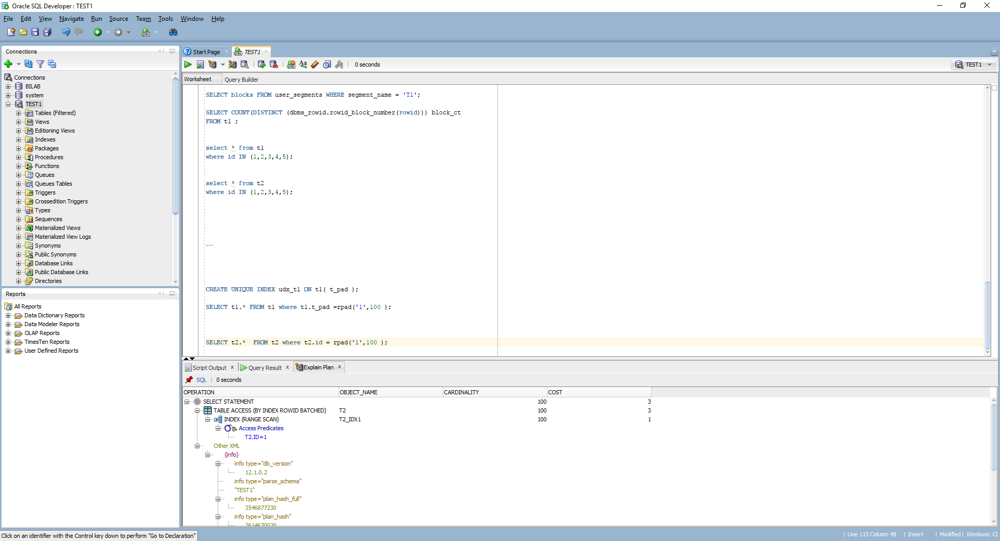 Oracle SQL Developer : TEST1
File Edit View Navigate Run Source Team Tools Window Help
Connections
Connections
BILAB
system
TEST1
Tables (Filtered)
Views
Editioning Views
Indexes
Packages
Procedures
Functions
Queues
Queues Tables
Triggers
Crossedition Triggers
Types
Sequences
Materialized Views
Materialized View Logs
Synonyms
Public Synonyms
Database Links
Public Database Links
Directories
Reports
All Reports
Data Dictionary Reports
Data Modeler Reports
OLAP Reports
TimesTen Reports
User Defined Reports
Start Page TEST1
0 seconds TEST1
Worksheet Query Builder
SELECT blocks FROM user_segments WHERE segment_name = 'T1';
SELECT COUNT(DISTINCT (dbms_rowid.rowid_block_number(rowid))) block_ct
FROM t1 ;
select * from t1
where id IN (1,2,3,4,5);
select * from t2
where id IN (1,2,3,4,5);
--
CREATE UNIQUE INDEX udx_t1 ON t1( t_pad );
SELECT t1.* FROM t1 where t1.t_pad =rpad('1',100 );
SELECT t2.*  FROM t2 where t2.id = rpad('1',100 );
Script Output Query Result Explain Plan
SQL 0 seconds
OPERATION OBJECT_NAME CARDINALITY COST
SELECT STATEMENT 100 3
TABLE ACCESS (BY INDEX ROWID BATCHED) T2 100 3
INDEX (RANGE SCAN) T2_IDX1 100 1
Access Predicates
T2.ID=1
Other XML
{info}
info type="db_version"
12.1.0.2
info type="parse_schema"
"TEST1"
info type="plan_hash_full"
3546877230
info type="plan_hash"
2614670020
Click on an identifier with the Control key down to perform "Go to Declaration"
Line 115 Column 48 | Insert | Modified | Windows: CF